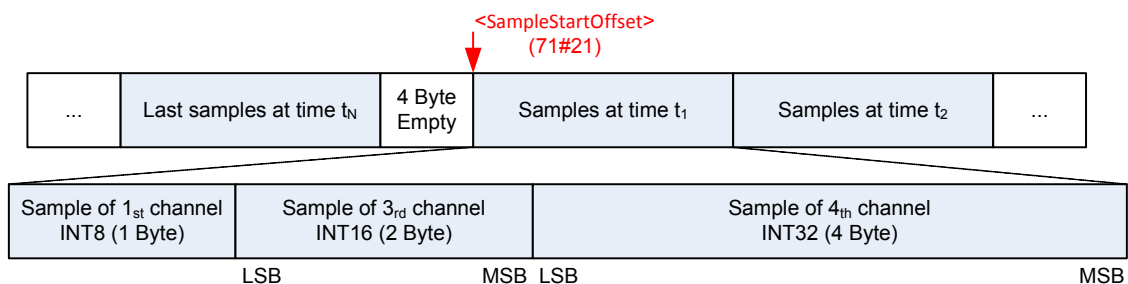 <SampleStartOffset>
(71#21)
...
Last samples at time tN
4 Byte
Empty
Samples at time t1
Samples at time t2
...
Sample of 1st channel
INT8 (1 Byte)
Sample of 3rd channel
INT16 (2 Byte)
Sample of 4th channel
INT32 (4 Byte)
LSB
MSB
LSB
MSB